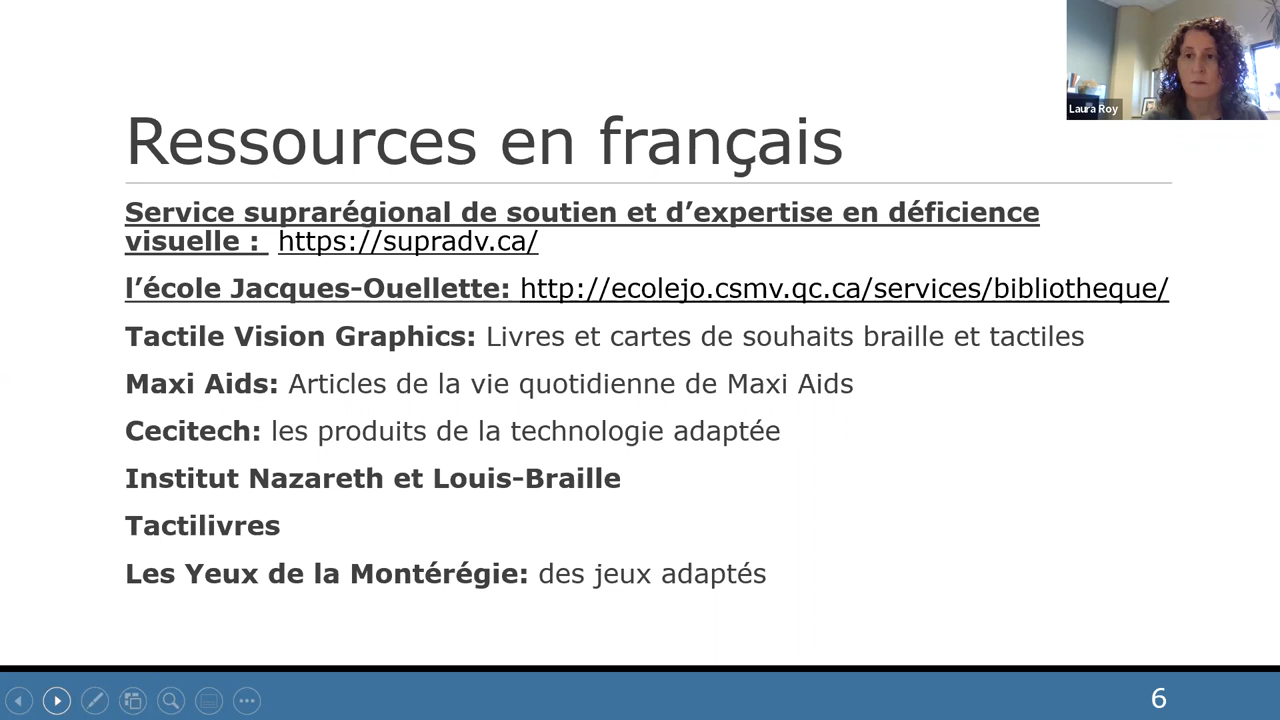 Laura Roy
Ressources en français
Service suprarégional de soutien et d’expertise en déficience
visuelle : https://supradv.ca/
l’école Jacques-Ouellette: http://ecolejo.csmv.qc.ca/services/bibliotheque/
Tactile Vision Graphics: Livres et cartes de souhaits braille et tactiles
Maxi Aids: Articles de la vie quotidienne de Maxi Aids
Cecitech: les produits de la technologie adaptée
Institut Nazareth et Louis-Braille
Tactilivres
Les Yeux de la Montérégie: des jeux adaptés
6